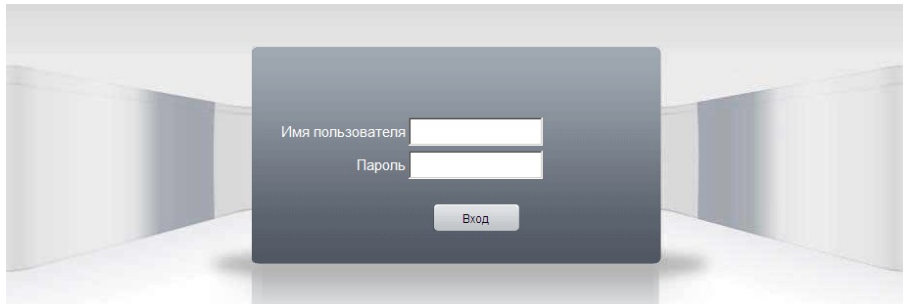 Имя пользователя
Пароль
Вход